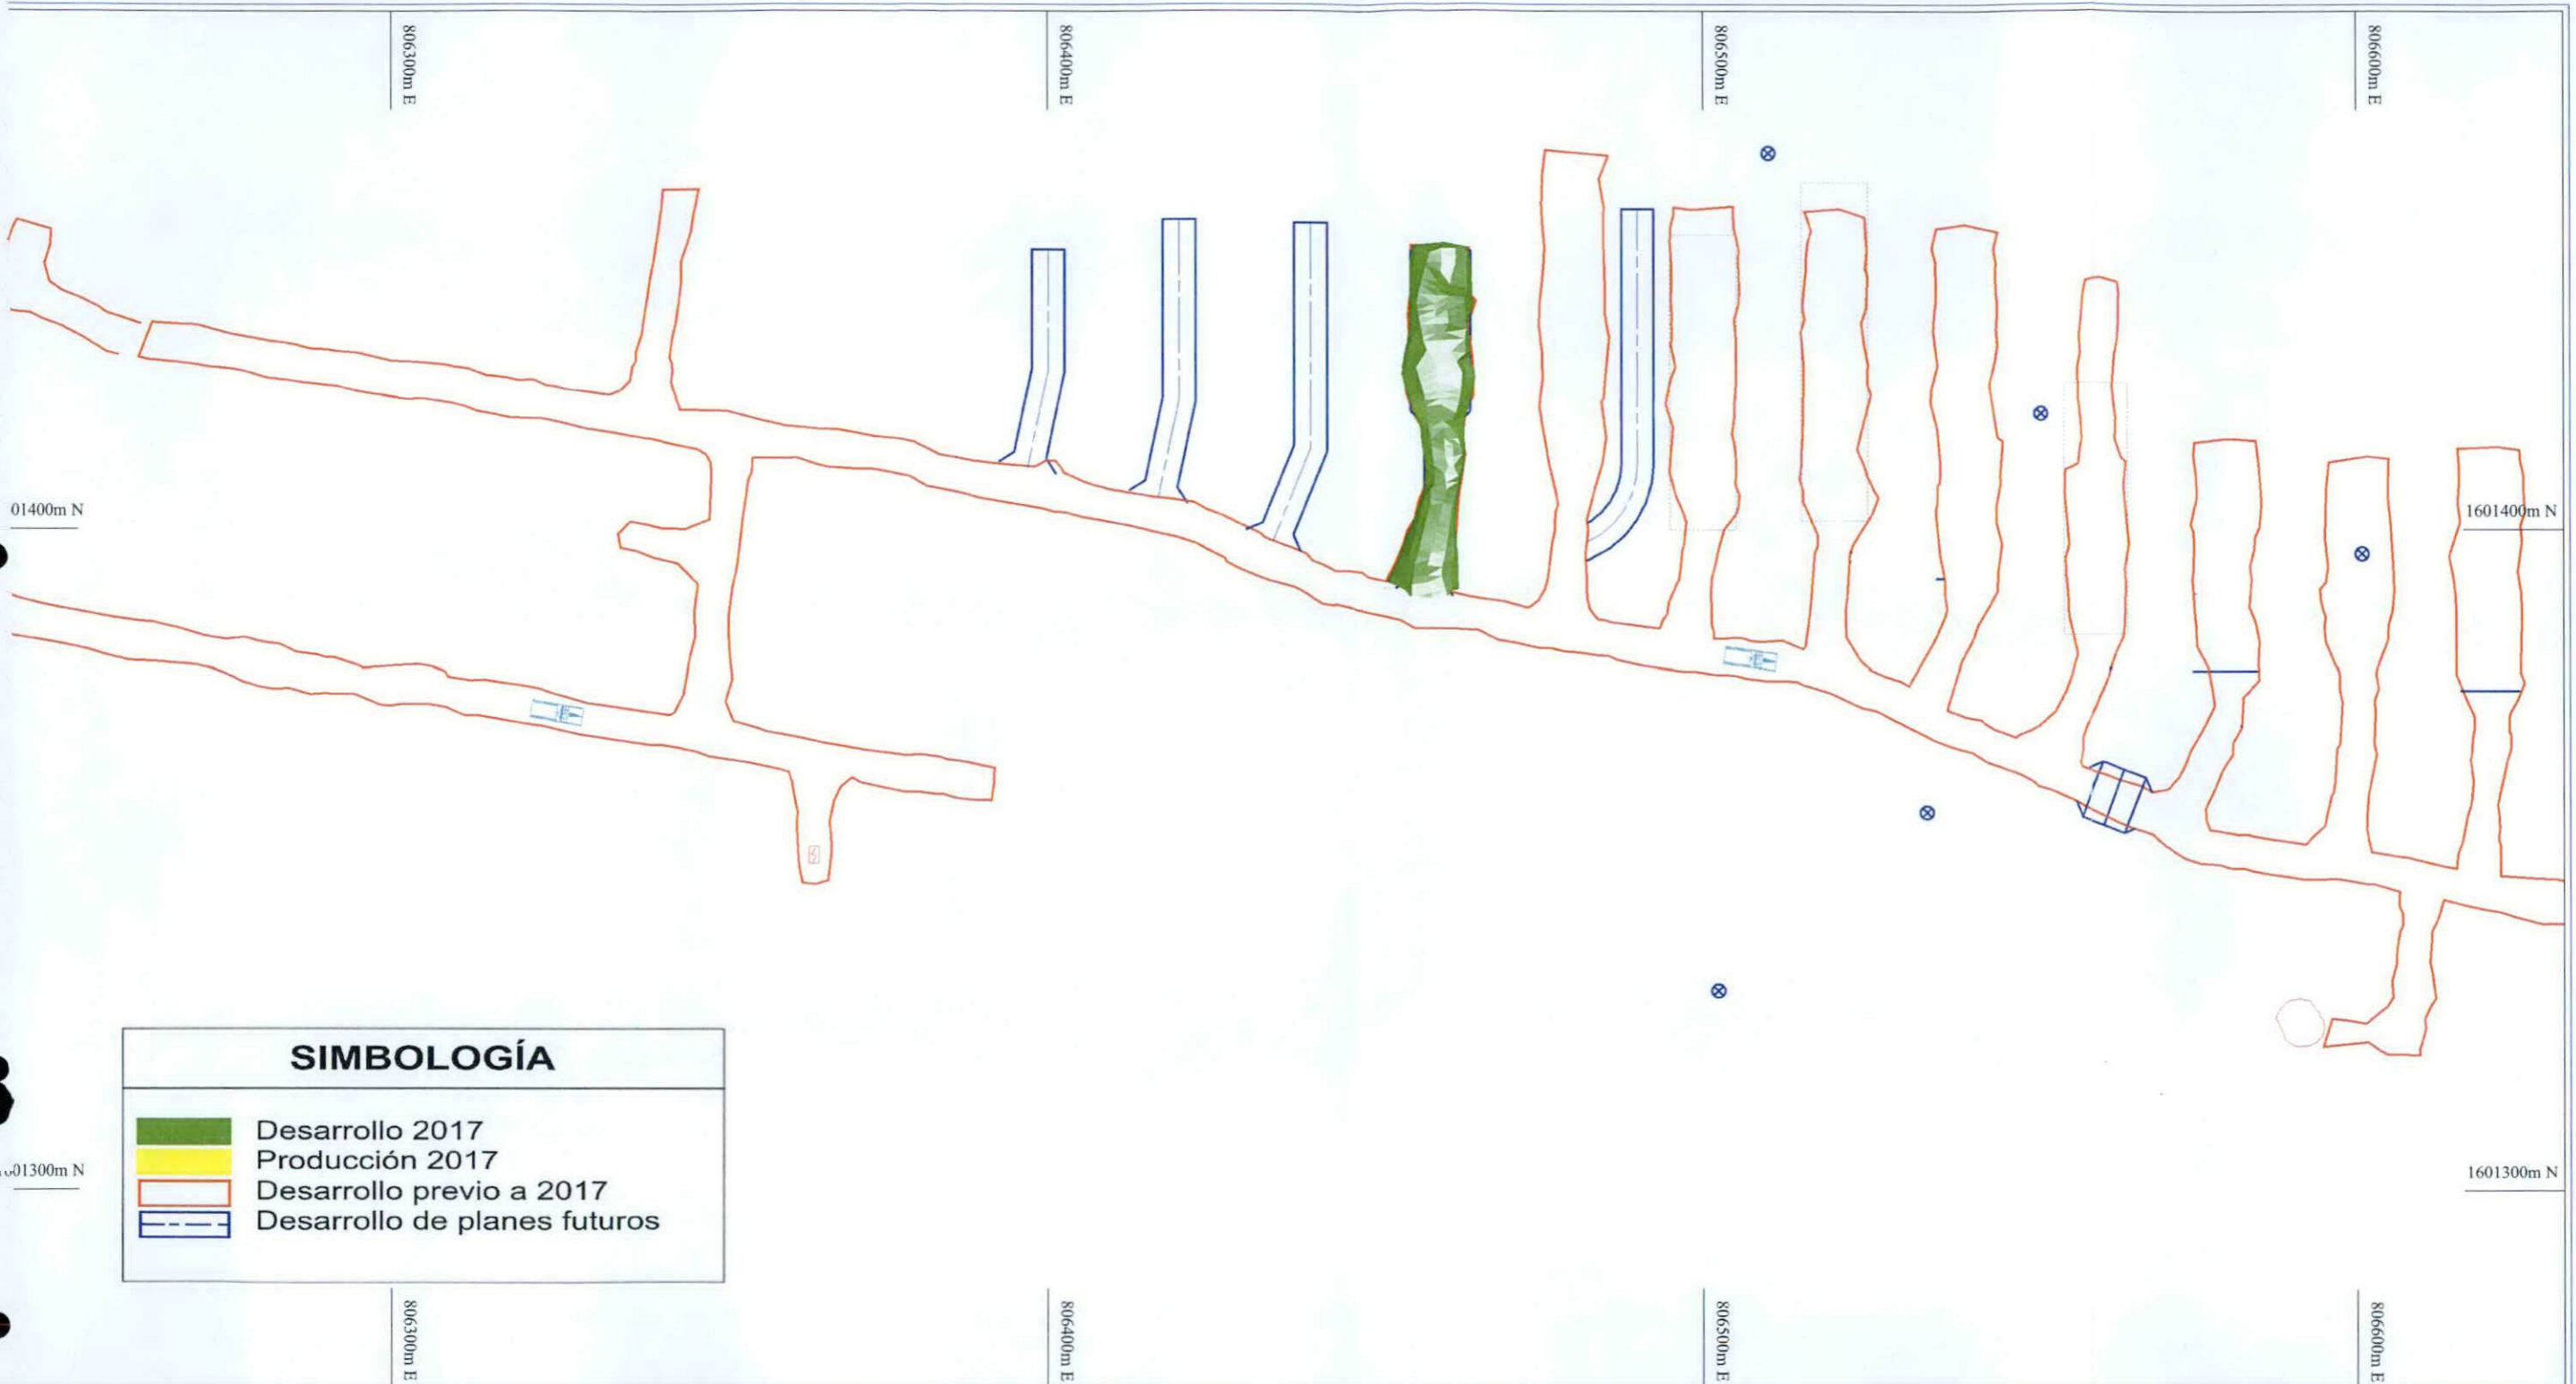 806300m E
806400m E
806500m E
806600m E
01400m N
1601400m N
SIMBOLOGÍA
Desarrollo 2017
Producción 2017
Desarrollo previo a 2017
Desarrollo de planes futuros
01300m N
1601300m N
806300m E
806400m E
806500m E
806600m E